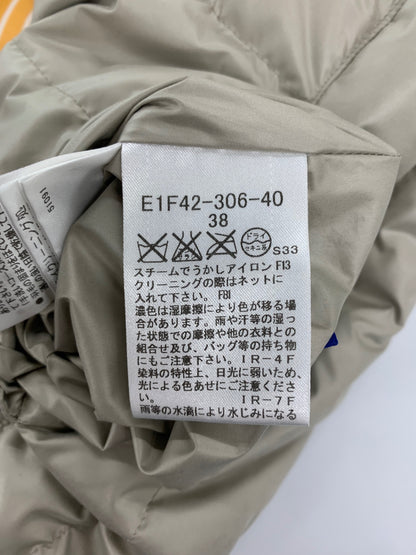 E1F42-306-40
38
ドライ
セキユ系
S33
スチームでうかしアイロン F13
クリーニングの際はネットに
入れて下さい。F81
濃色は湿摩擦により色が移る場
合があります。雨や汗等の湿っ
た状態での摩擦や他の衣料との
組合せ及び、バッグ等の持ち物
にもご注意下さい。 IR-4F
染料の特性上、日光に弱いため、
光による色あせにご注意くださ
い。 IR-7F
雨等の水滴により水じみになる
51091